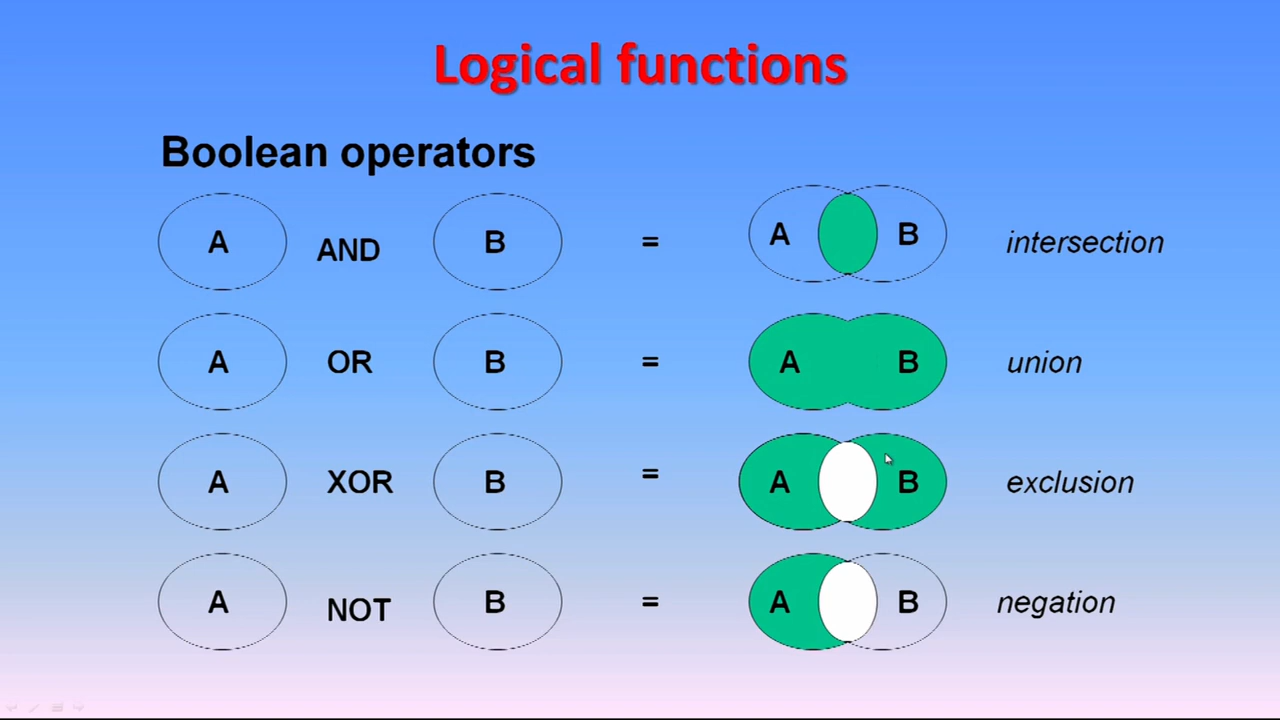 Logical functions
Boolean operators
A AND B = A B intersection
A OR B = A B union
A XOR B = A B exclusion
A NOT B = A B negation